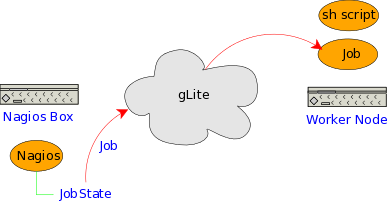 sh script
Job
gLite
Nagios Box
Worker Node
Job
Nagios
JobState